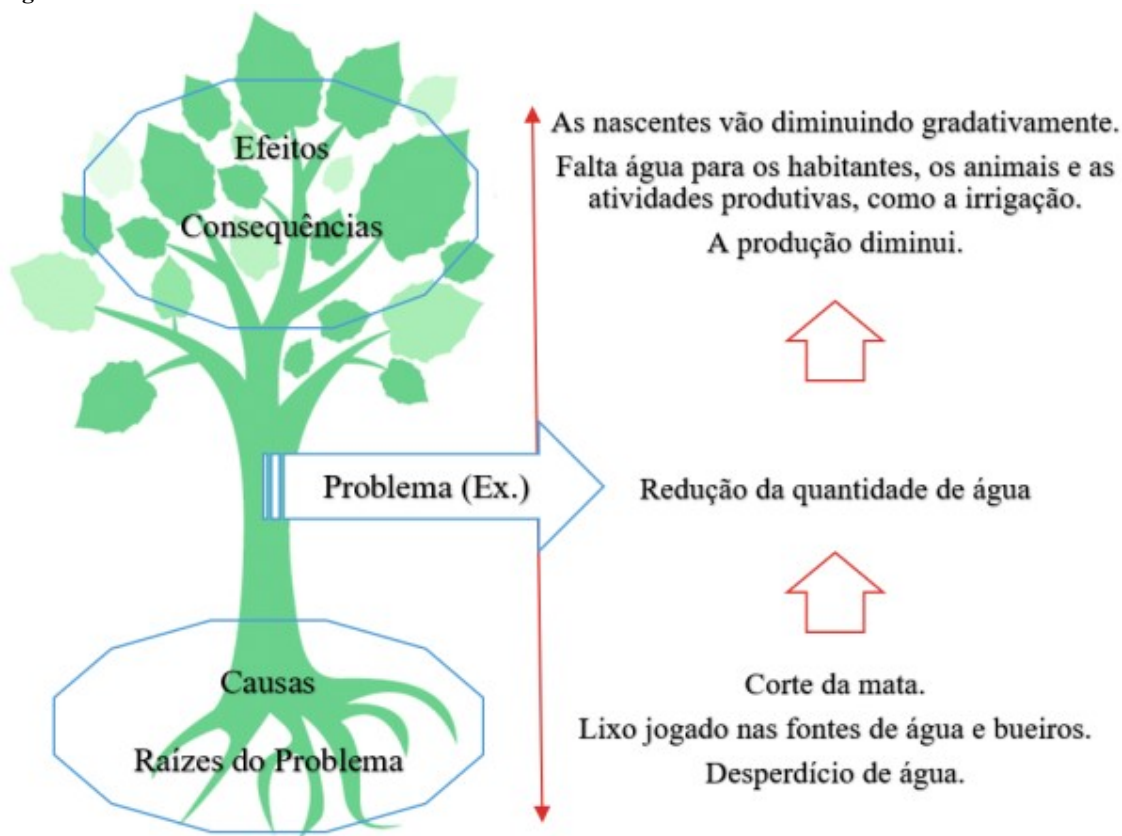 Efeitos
Consequências
As nascentes vão diminuindo gradativamente.
Falta água para os habitantes, os animais e as
atividades produtivas, como a irrigação.
A produção diminui.
Problema (Ex.)
Redução da quantidade de água
Causas
Raízes do Problema
Corte da mata.
Lixo jogado nas fontes de água e bueiros.
Desperdício de água.